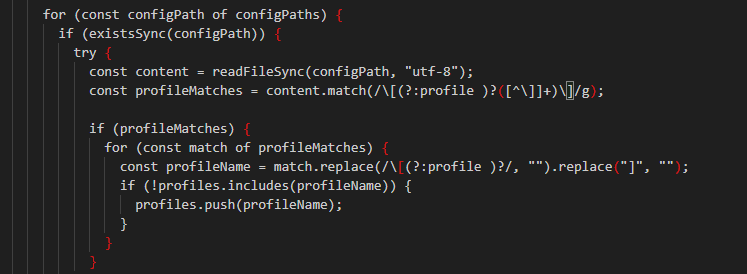 for (const configPath of configPaths) {
if (existsSync(configPath)) {
try {
const content = readFileSync(configPath, "utf-8");
const profileMatches = content.match(/\[(?:profile )?([^\]]+)\]/g);
if (profileMatches) {
for (const match of profileMatches) {
const profileName = match.replace(/\[(?:profile )?/, "").replace("]", "");
if (!profiles.includes(profileName)) {
profiles.push(profileName);
}
}
}